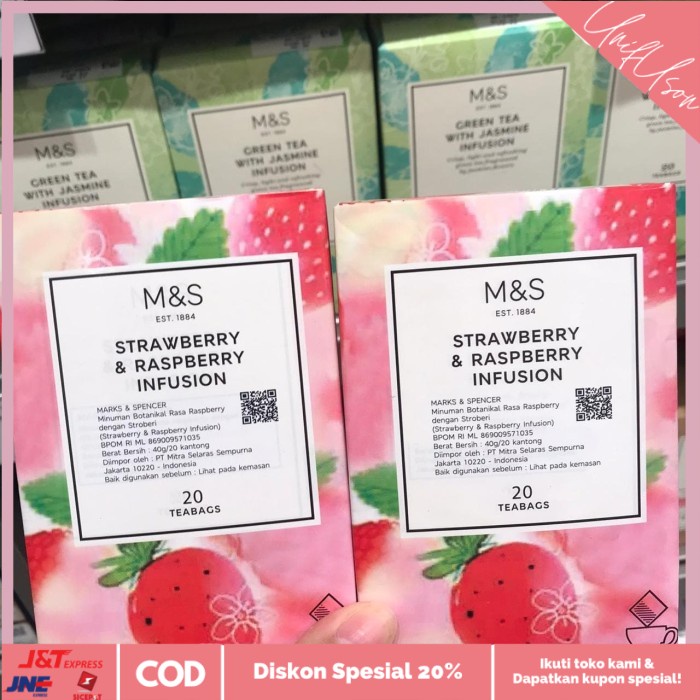 UnifUson
M&S
EST. 1884
GREEN TEA
WITH JASMINE
INFUSION
M&S
EST. 1884
GREEN TEA
WITH JASMINE
INFUSION
M&S
EST. 1884
GREEN TEA
WITH JASMINE
INFUSION
20
TEABAGS
M&S
EST. 1884
STRAWBERRY
& RASPBERRY
INFUSION
MARKS & SPENCER
Minuman Botanikal Rasa Raspberry
dengan Stroberi
(Strawberry & Raspberry Infusion)
BPOM RI ML 869009571035
Berat Bersih : 40g/20 kantong
Diimpor oleh : PT Mitra Selaras Sempurna
Jakarta 10220 - Indonesia
Baik digunakan sebelum : Lihat pada kemasan
20
TEABAGS
M&S
EST. 1884
STRAWBERRY
& RASPBERRY
INFUSION
MARKS & SPENCER
Minuman Botanikal Rasa Raspberry
dengan Stroberi
(Strawberry & Raspberry Infusion)
BPOM RI ML 869009571035
Berat Bersih : 40g/20 kantong
Diimpor oleh : PT Mitra Selaras Sempurna
Jakarta 10220 - Indonesia
Baik digunakan sebelum : Lihat pada kemasan
20
TEABAGS
J&T EXPRESS
JNE
EXPRESS
SICEPAT
COD
Diskon Spesial 20%
Ikuti toko kami &
Dapatkan kupon spesial!